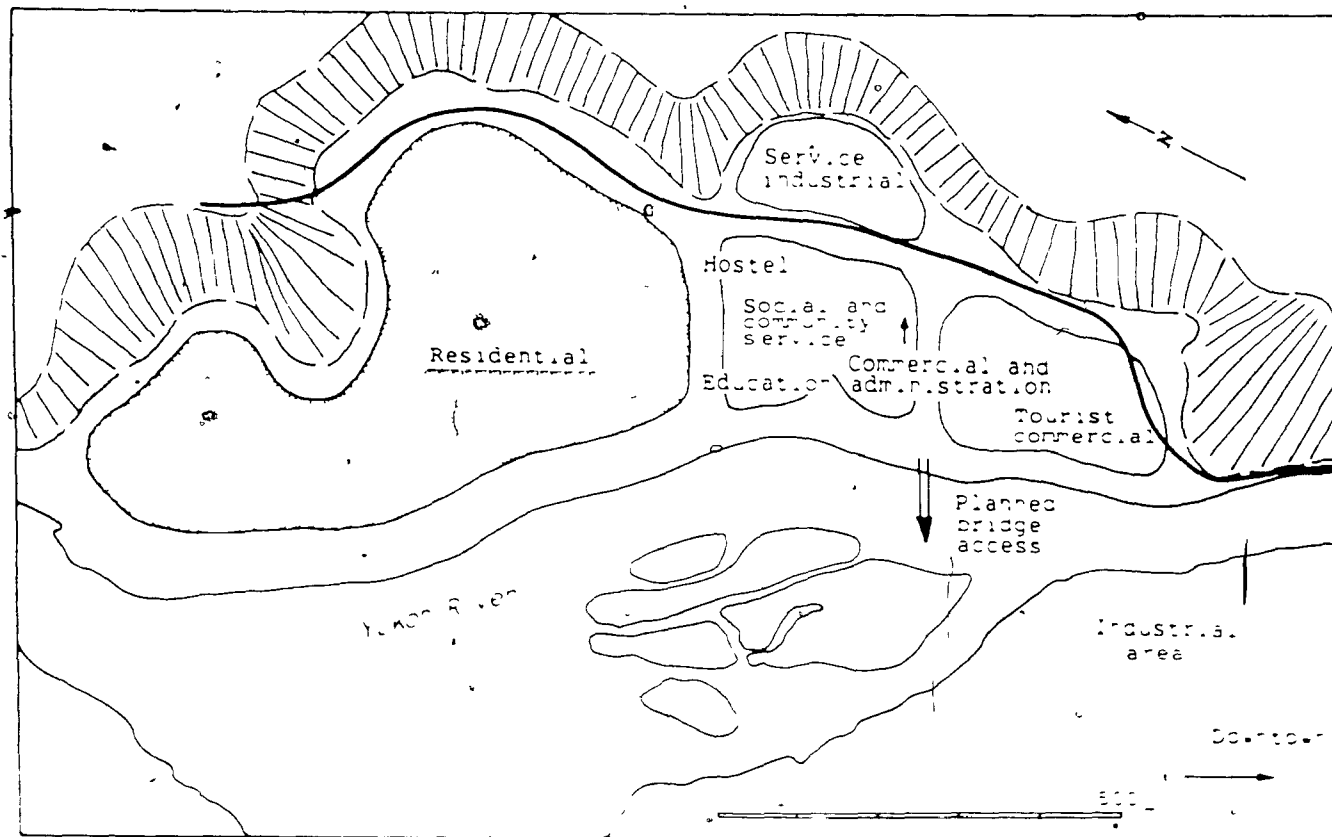 N
Service
industrial
Hostel
Social and
community
service
Residential
Education
Commercial and
administration
Tourist
commercial
Planned
bridge
access
Yukon River
Industrial
area
Downtown
500